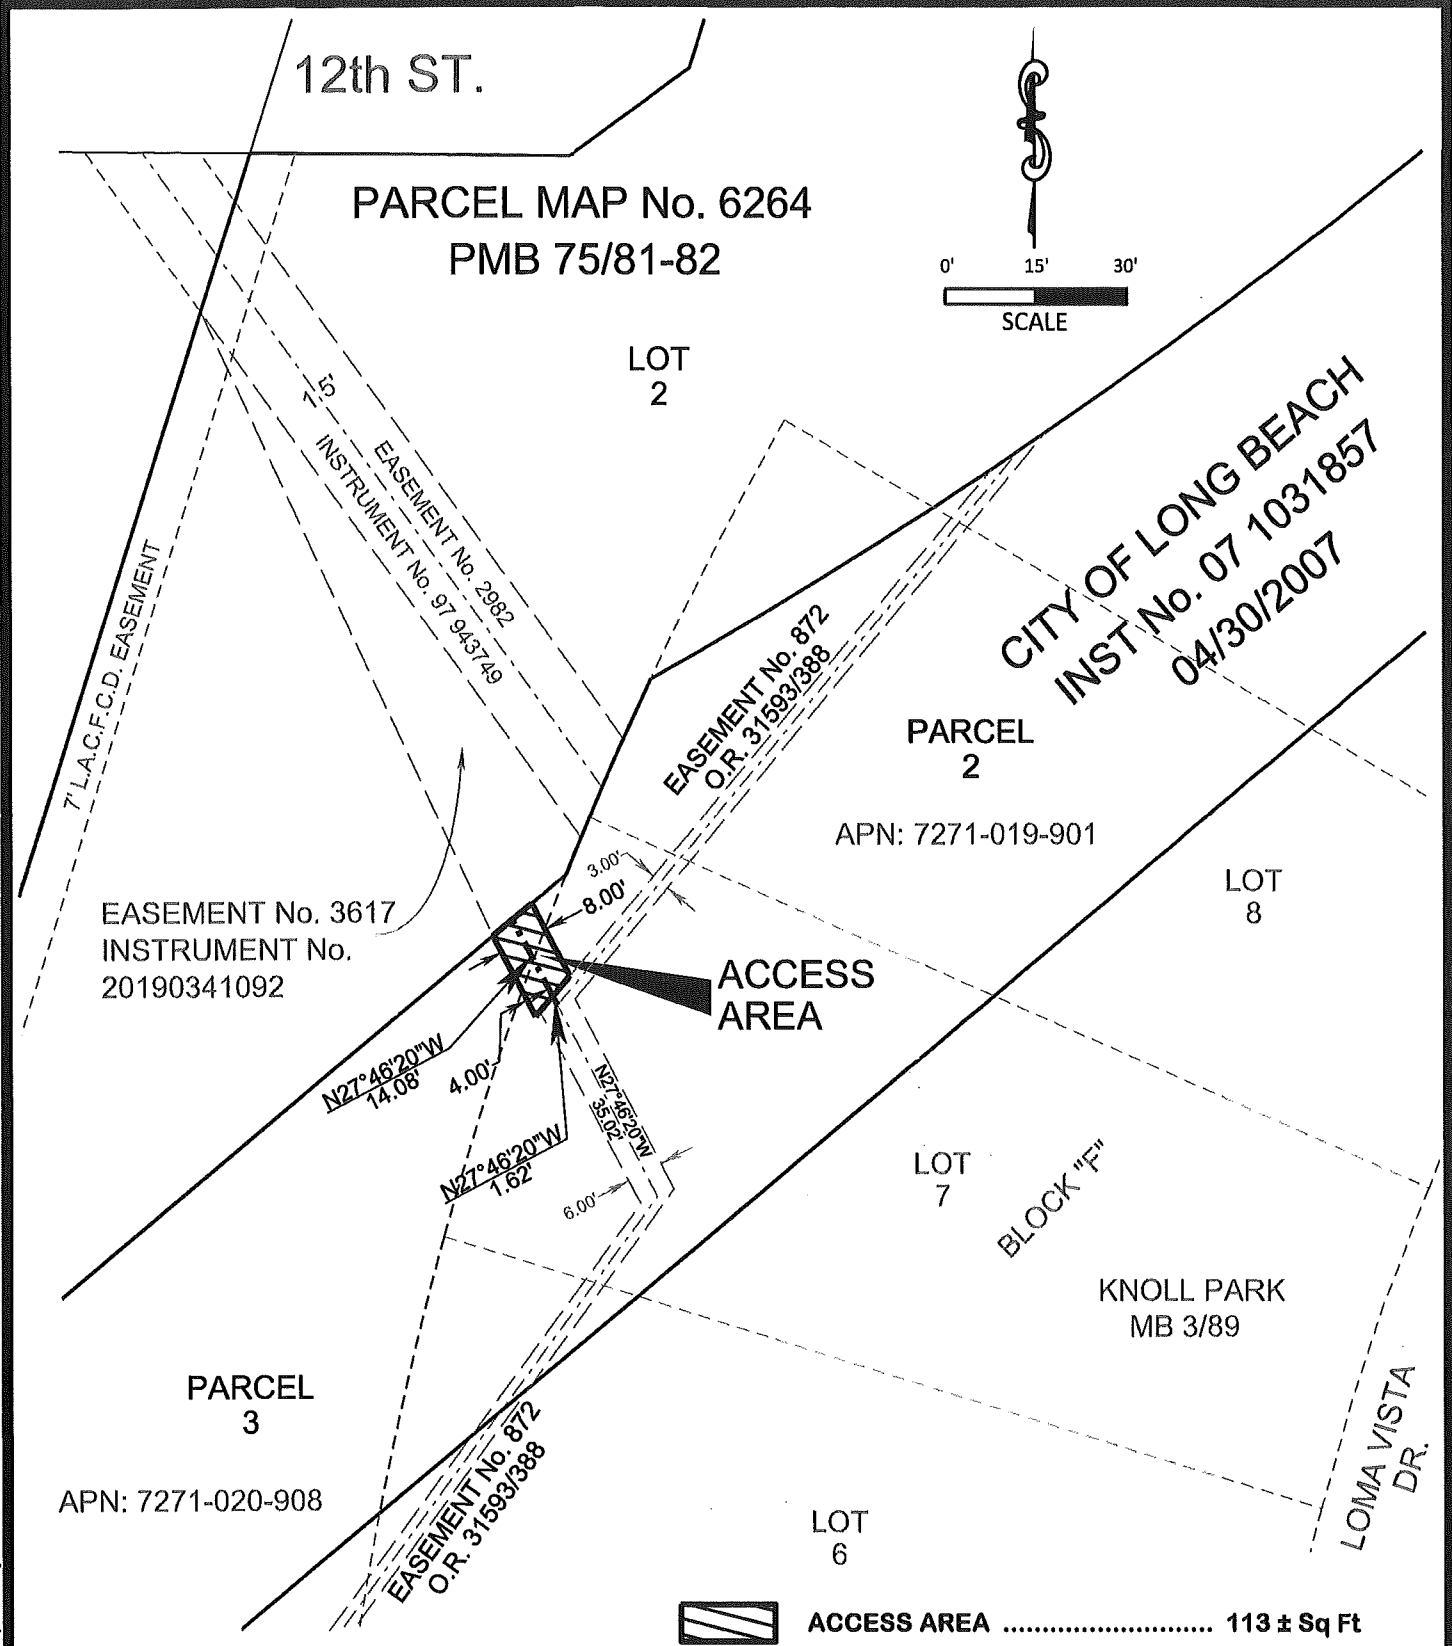 12th ST.
PARCEL MAP No. 6264
PMB 75/81-82
0' 15' 30'
SCALE
LOT
2
CITY OF LONG BEACH
INST No. 07 1031857
04/30/2007
1.5'
EASEMENT No. 2982
INSTRUMENT No. 97 943749
7' L.A.C.F.C.D. EASEMENT
EASEMENT No. 872
O.R. 31593/388
PARCEL
2
APN: 7271-019-901
3.00'
8.00'
LOT
8
EASEMENT No. 3617
INSTRUMENT No.
20190341092
ACCESS
AREA
N27°46'20"W
14.08'
4.00'
N27°46'20"W
35.02'
N27°46'20"W
1.62'
6.00'
LOT
7
BLOCK "F"
KNOLL PARK
MB 3/89
PARCEL
3
APN: 7271-020-908
EASEMENT No. 872
O.R. 31593/388
LOMA VISTA
DR.
LOT
6
ACCESS AREA .............................. 113 ± Sq Ft